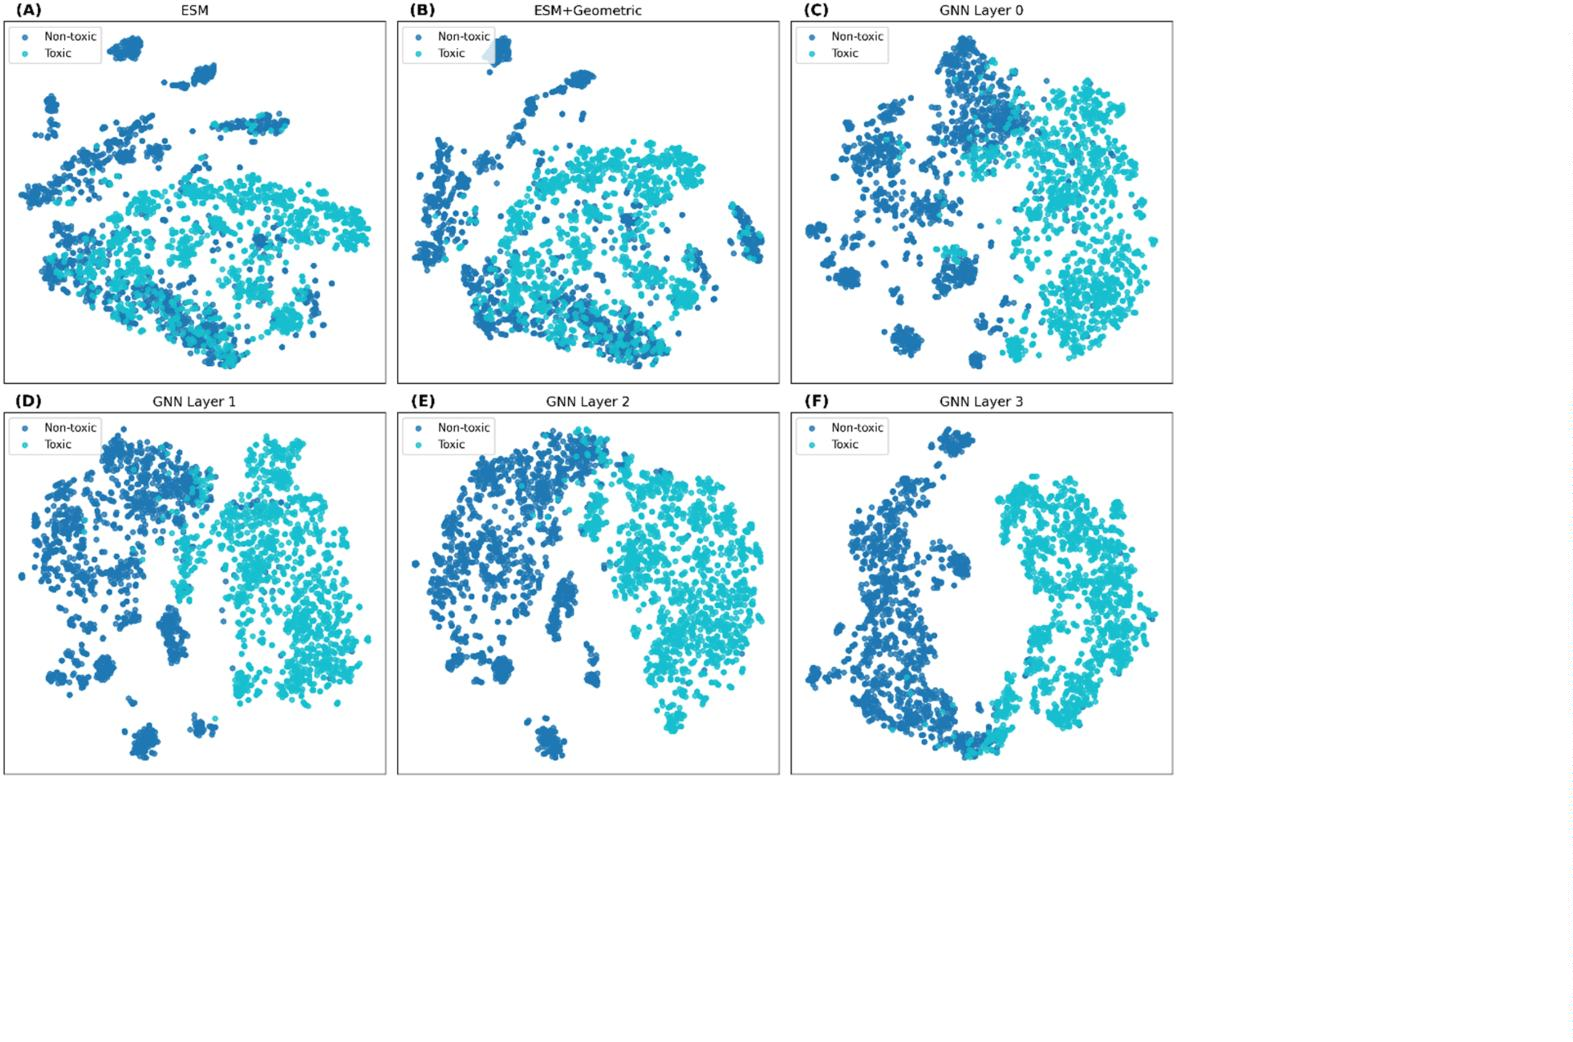 (A) ESM
Non-toxic
Toxic
(B) ESM+Geometric
Non-toxic
Toxic
(C) GNN Layer 0
Non-toxic
Toxic
(D) GNN Layer 1
Non-toxic
Toxic
(E) GNN Layer 2
Non-toxic
Toxic
(F) GNN Layer 3
Non-toxic
Toxic